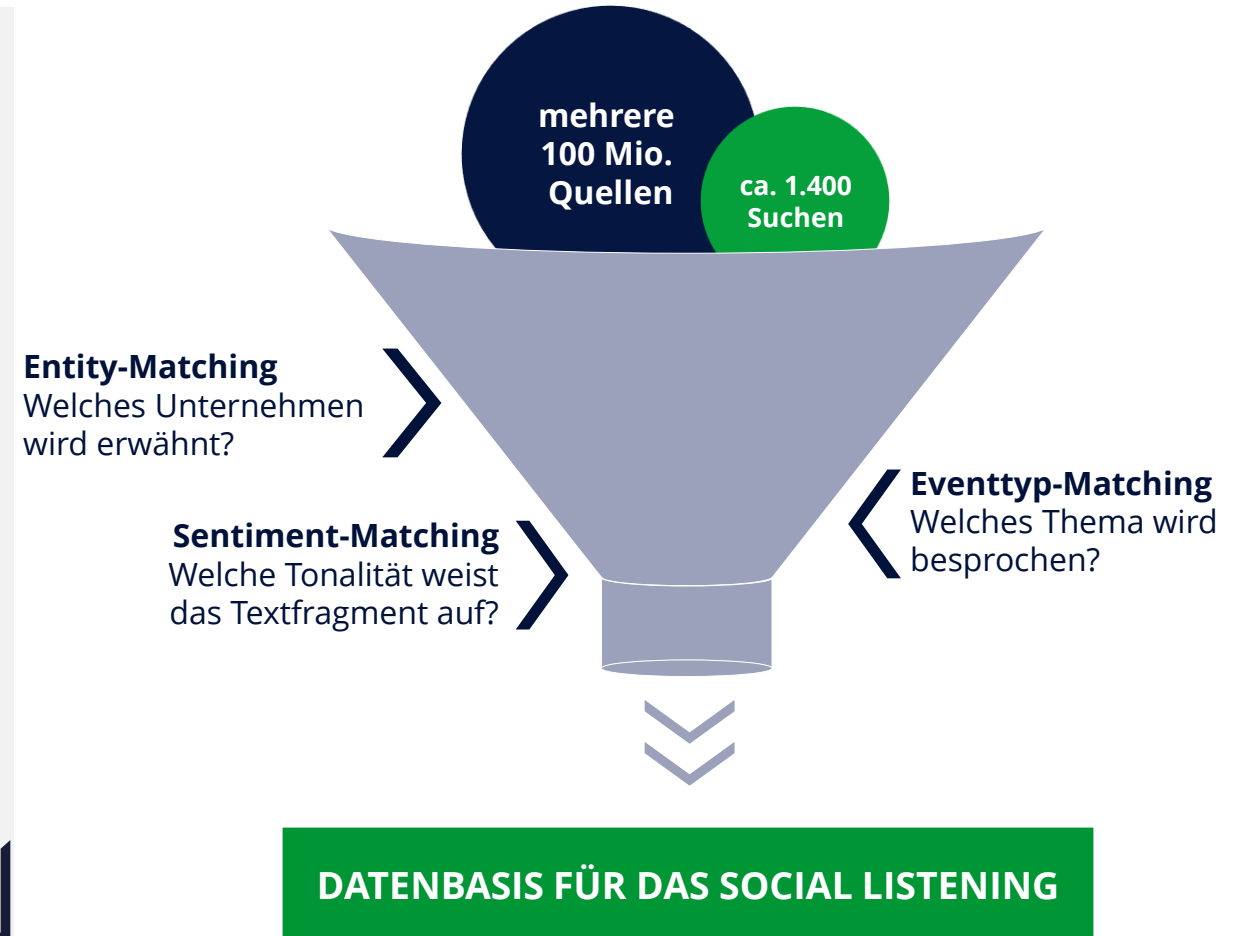 mehrere
100 Mio.
Quellen
ca. 1.400
Suchen
Entity-Matching
Welches Unternehmen
wird erwähnt?
Eventtyp-Matching
Welches Thema wird
besprochen?
Sentiment-Matching
Welche Tonalität weist
das Textfragment auf?
DATENBASIS FÜR DAS SOCIAL LISTENING